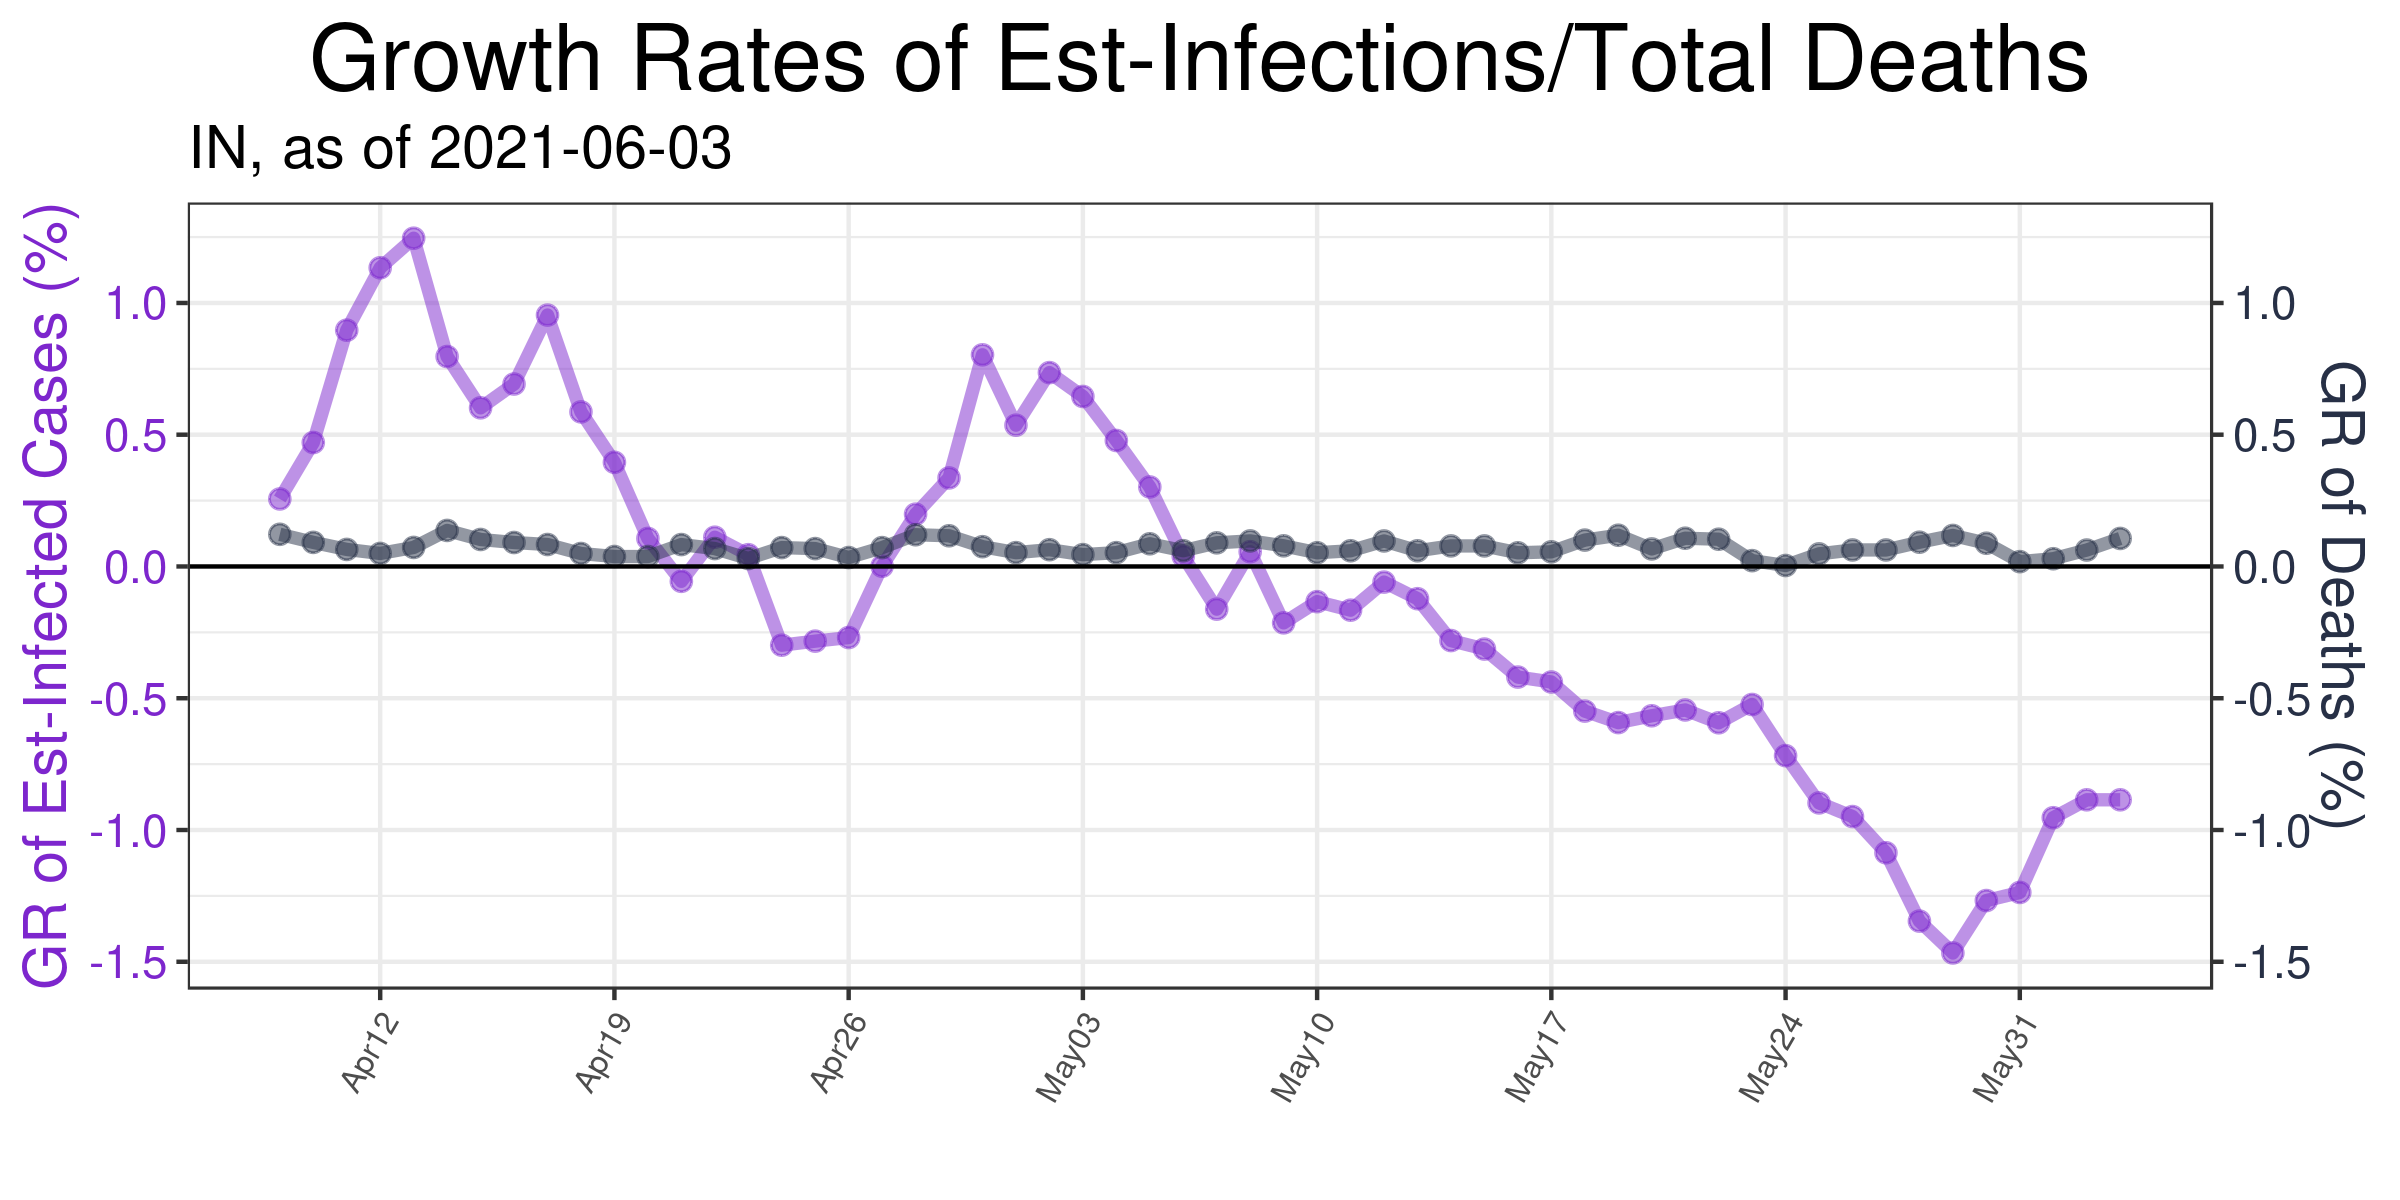 Growth Rates of Est-Infections/Total Deaths
IN, as of 2021-06-03
GR of Est-Infected Cases (%)
1.0
0.5
0.0
-0.5
-1.0
-1.5
1.0
0.5
0.0
-0.5
-1.0
-1.5
GR of Deaths (%)
Apr12
Apr19
Apr26
May03
May10
May17
May24
May31